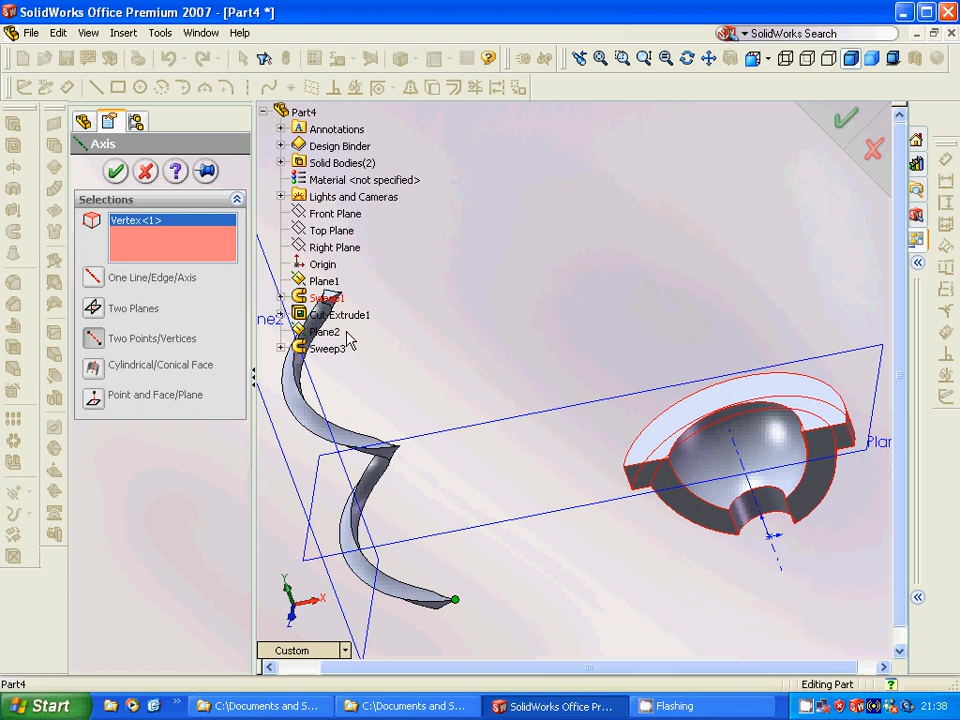 SolidWorks Office Premium 2007 - [Part4 *]
File Edit View Insert Tools Window Help
SolidWorks Search
Axis
Selections
Vertex<1>
One Line/Edge/Axis
Two Planes
Two Points/Vertices
Cylindrical/Conical Face
Point and Face/Plane
Part4
Annotations
Design Binder
Solid Bodies(2)
Material <not specified>
Lights and Cameras
Front Plane
Top Plane
Right Plane
Origin
Plane1
Sweep1
Cut-Extrude1
Plane2
Sweep3
ne2
Plan
Y
X
Z
Custom
Part4
Editing Part
Start
C:\Documents and S...
C:\Documents and S...
SolidWorks Office Pr...
Flashing
21:38